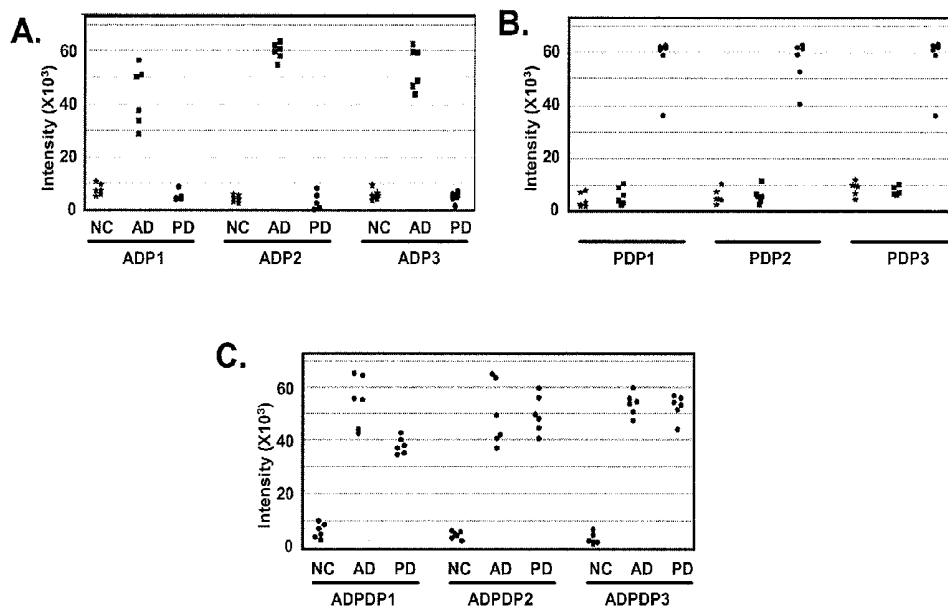 A.
Intensity (X10³)
60
40
20
0
NC AD PD NC AD PD NC AD PD
ADP1 ADP2 ADP3
B.
Intensity (X10³)
60
40
20
0
PDP1 PDP2 PDP3
C.
Intensity (X10³)
60
40
20
0
NC AD PD NC AD PD NC AD PD
ADPDP1 ADPDP2 ADPDP3